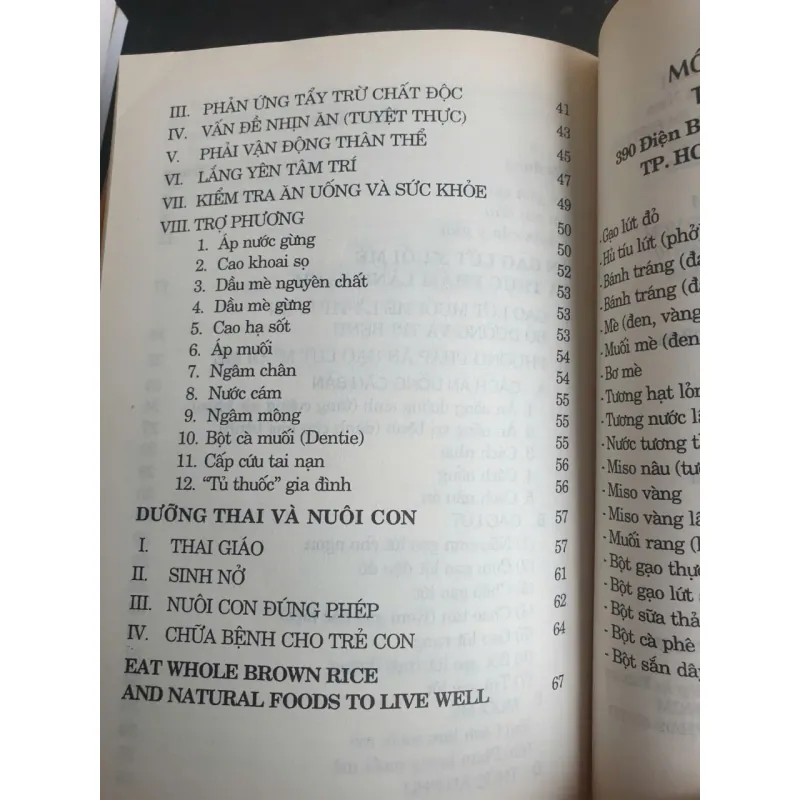 III. PHẢN ỨNG TẨY TRỪ CHẤT ĐỘC 41
IV. VẤN ĐỀ NHỊN ĂN (TUYỆT THỰC) 43
V. PHẢI VẬN ĐỘNG THÂN THỂ 45
VI. LẮNG YÊN TÂM TRÍ 47
VII. KIỂM TRA ĂN UỐNG VÀ SỨC KHỎE 49
VIII. TRỢ PHƯƠNG 50
1. Áp nước gừng 50
2. Cao khoai sọ 52
3. Dầu mè nguyên chất 53
4. Dầu mè gừng 53
5. Cao hạ sốt 53
6. Áp muối 54
7. Ngâm chân 54
8. Nước cám 55
9. Ngâm mông 55
10. Bột cà muối (Dentie) 55
11. Cấp cứu tai nạn 56
12. “Tủ thuốc” gia đình 56
DƯỠNG THAI VÀ NUÔI CON 57
I. THAI GIÁO 57
II. SINH NỞ 61
III. NUÔI CON ĐÚNG PHÉP 62
IV. CHỮA BỆNH CHO TRẺ CON 64
EAT WHOLE BROWN RICE
AND NATURAL FOODS TO LIVE WELL 67
390 Điện B
TP. HO
- Gạo lứt đỏ
- Hủ tíu lứt (phở
- Bánh tráng (đa
- Bánh tráng (đa
- Mè (đen, vàng
- Muối mè (đen
- Bơ mè
- Tương hạt lỏn
- Tương nước l
- Nước tương t
- Miso nâu (tư
- Miso vàng
- Miso vàng l
- Muối rang (
- Bột gạo thự
- Bột gạo lứt
- Bột sữa thả
- Bột cà phê
- Bột sắn dây